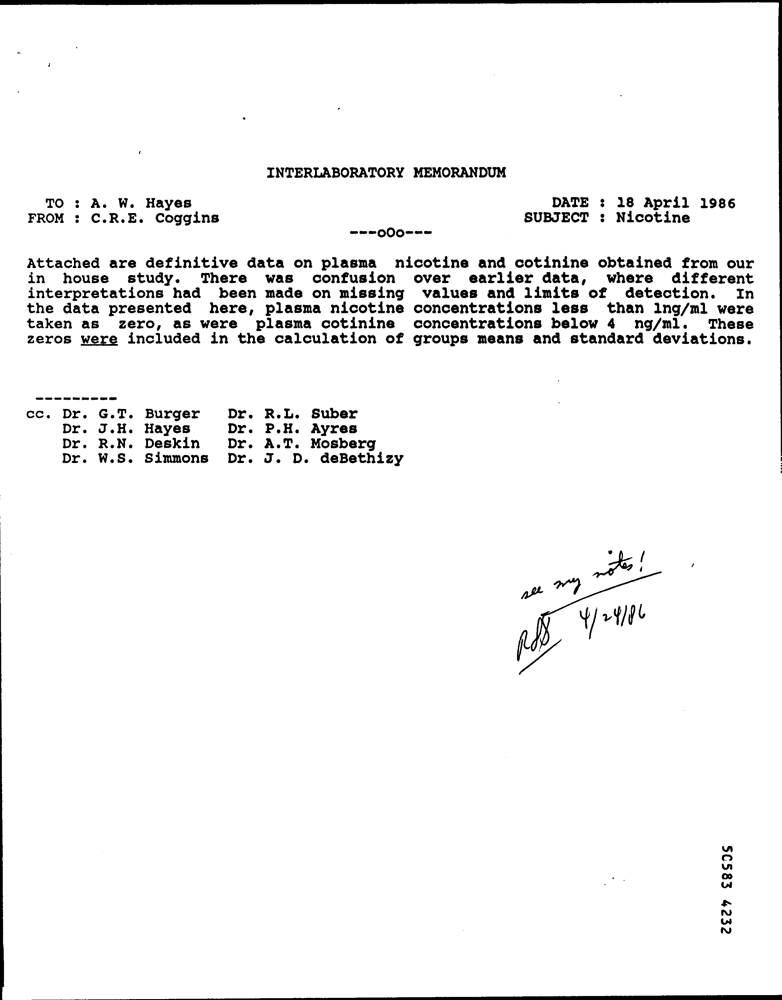 INTERLABORATORY MEMORANDUM
TO : A. W. Hayes DATE : 18 April 1986
FROM : C.R.E. Coggins SUBJECT : Nicotine
---oOo---
Attached are definitive data on plasma nicotine and cotinine obtained from our
in house study. There was confusion over earlier data, where different
interpretations had been made on missing values and limits of detection. In
the data presented here, plasma nicotine concentrations less than 1ng/ml were
taken as zero, as were plasma cotinine concentrations below 4 ng/ml. These
zeros were included in the calculation of groups means and standard deviations.
---------
cc. Dr. G.T. Burger Dr. R.L. Suber
Dr. J.H. Hayes Dr. P.H. Ayres
Dr. R.N. Deskin Dr. A.T. Mosberg
Dr. W.S. Simmons Dr. J. D. deBethizy
see my notes!
4/24/86
50583 4232